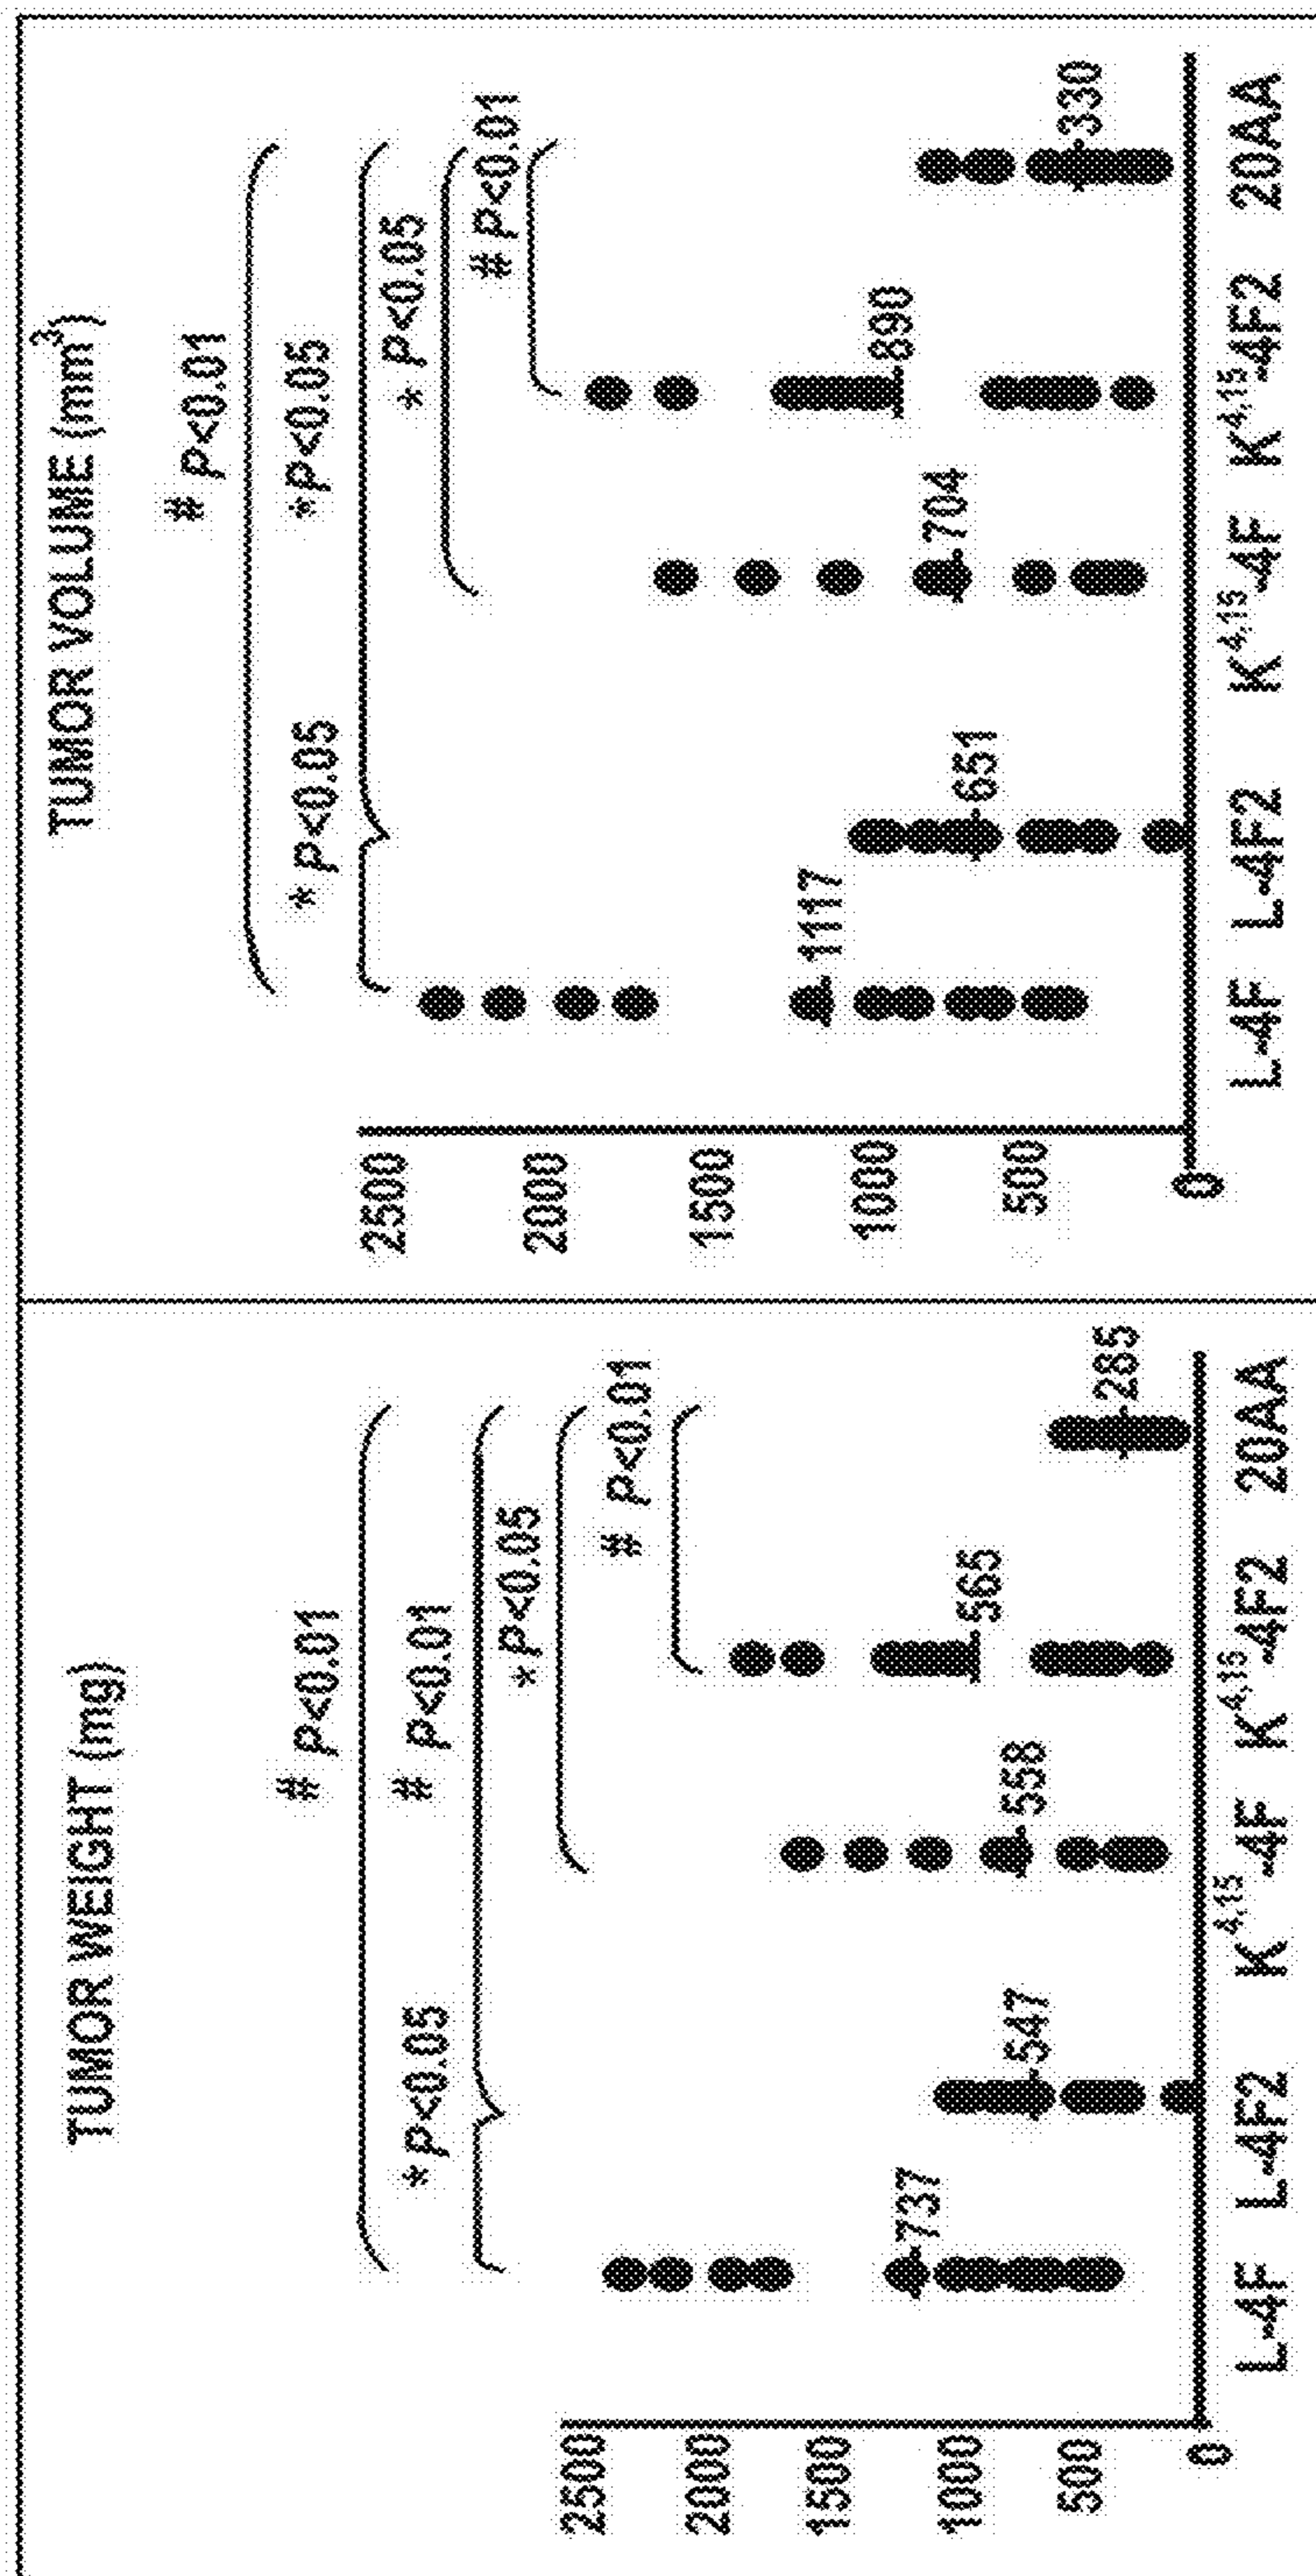 TUMOR WEIGHT (mg)
# P<0.01
* P<0.05
# P<0.01
* P<0.05
# P<0.01
2500
2000
1500
1000
500
0
737
547
558
565
285
L-4F
L-4F2
K4,15-4F
K4,15-4F2
20AA
TUMOR VOLUME (mm3)
# P<0.01
* P<0.05
*P<0.05
* P<0.05
# P<0.01
2500
2000
1500
1000
500
0
1117
651
704
890
330
L-4F
L-4F2
K4,15-4F
K4,15-4F2
20AA